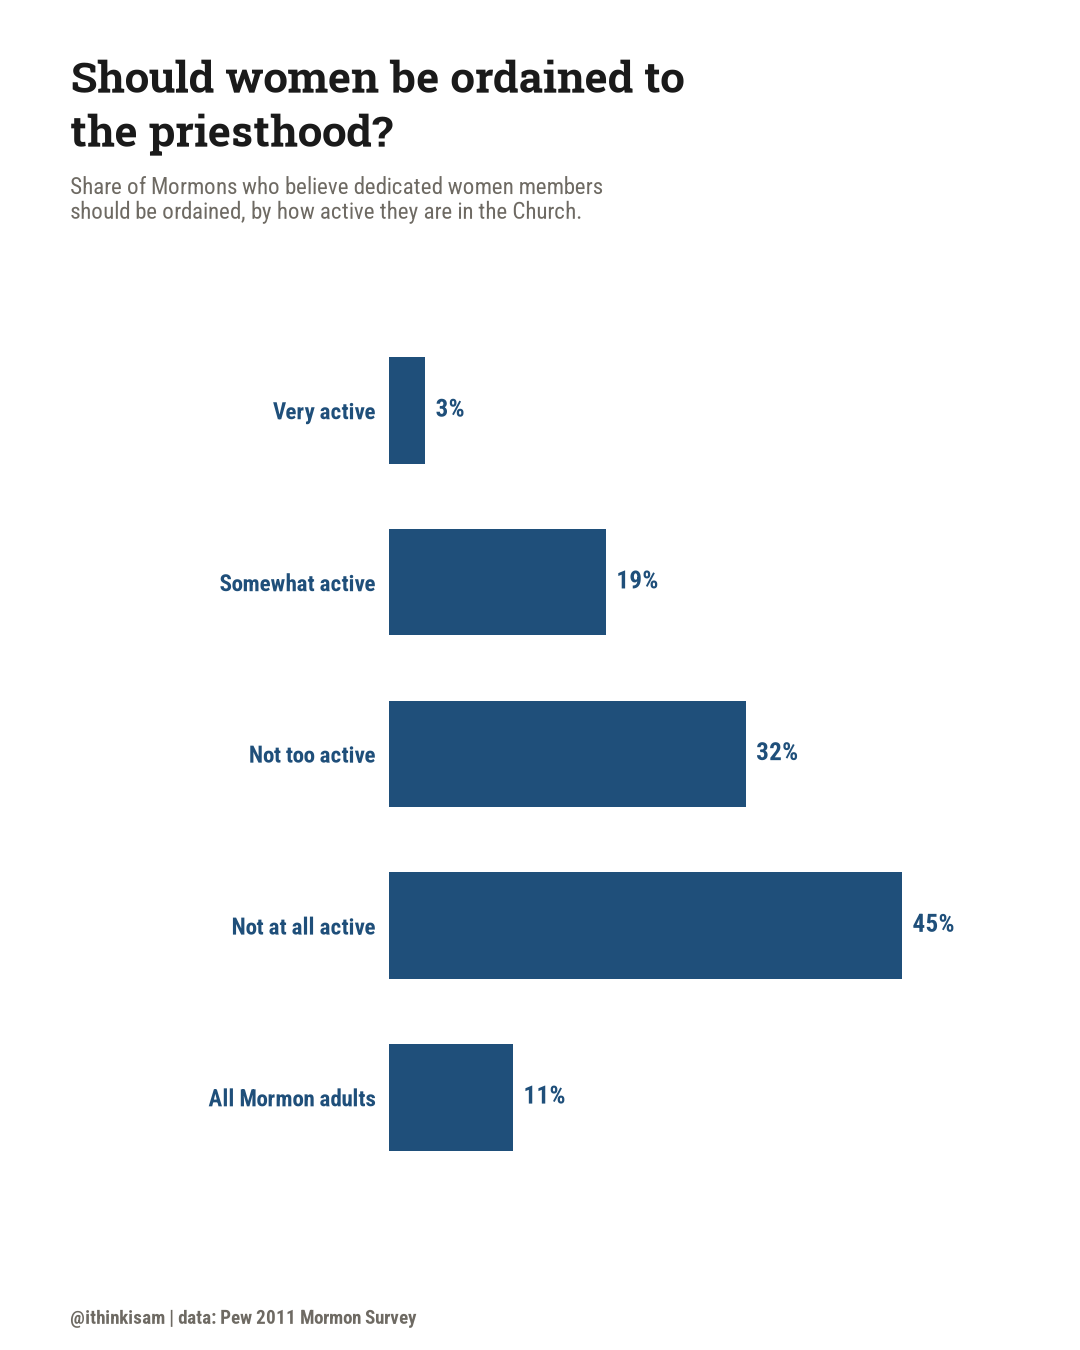 Should women be ordained to
the priesthood?
Share of Mormons who believe dedicated women members
should be ordained, by how active they are in the Church.
Very active 3%
Somewhat active 19%
Not too active 32%
Not at all active 45%
All Mormon adults 11%
@ithinkisam | data: Pew 2011 Mormon Survey